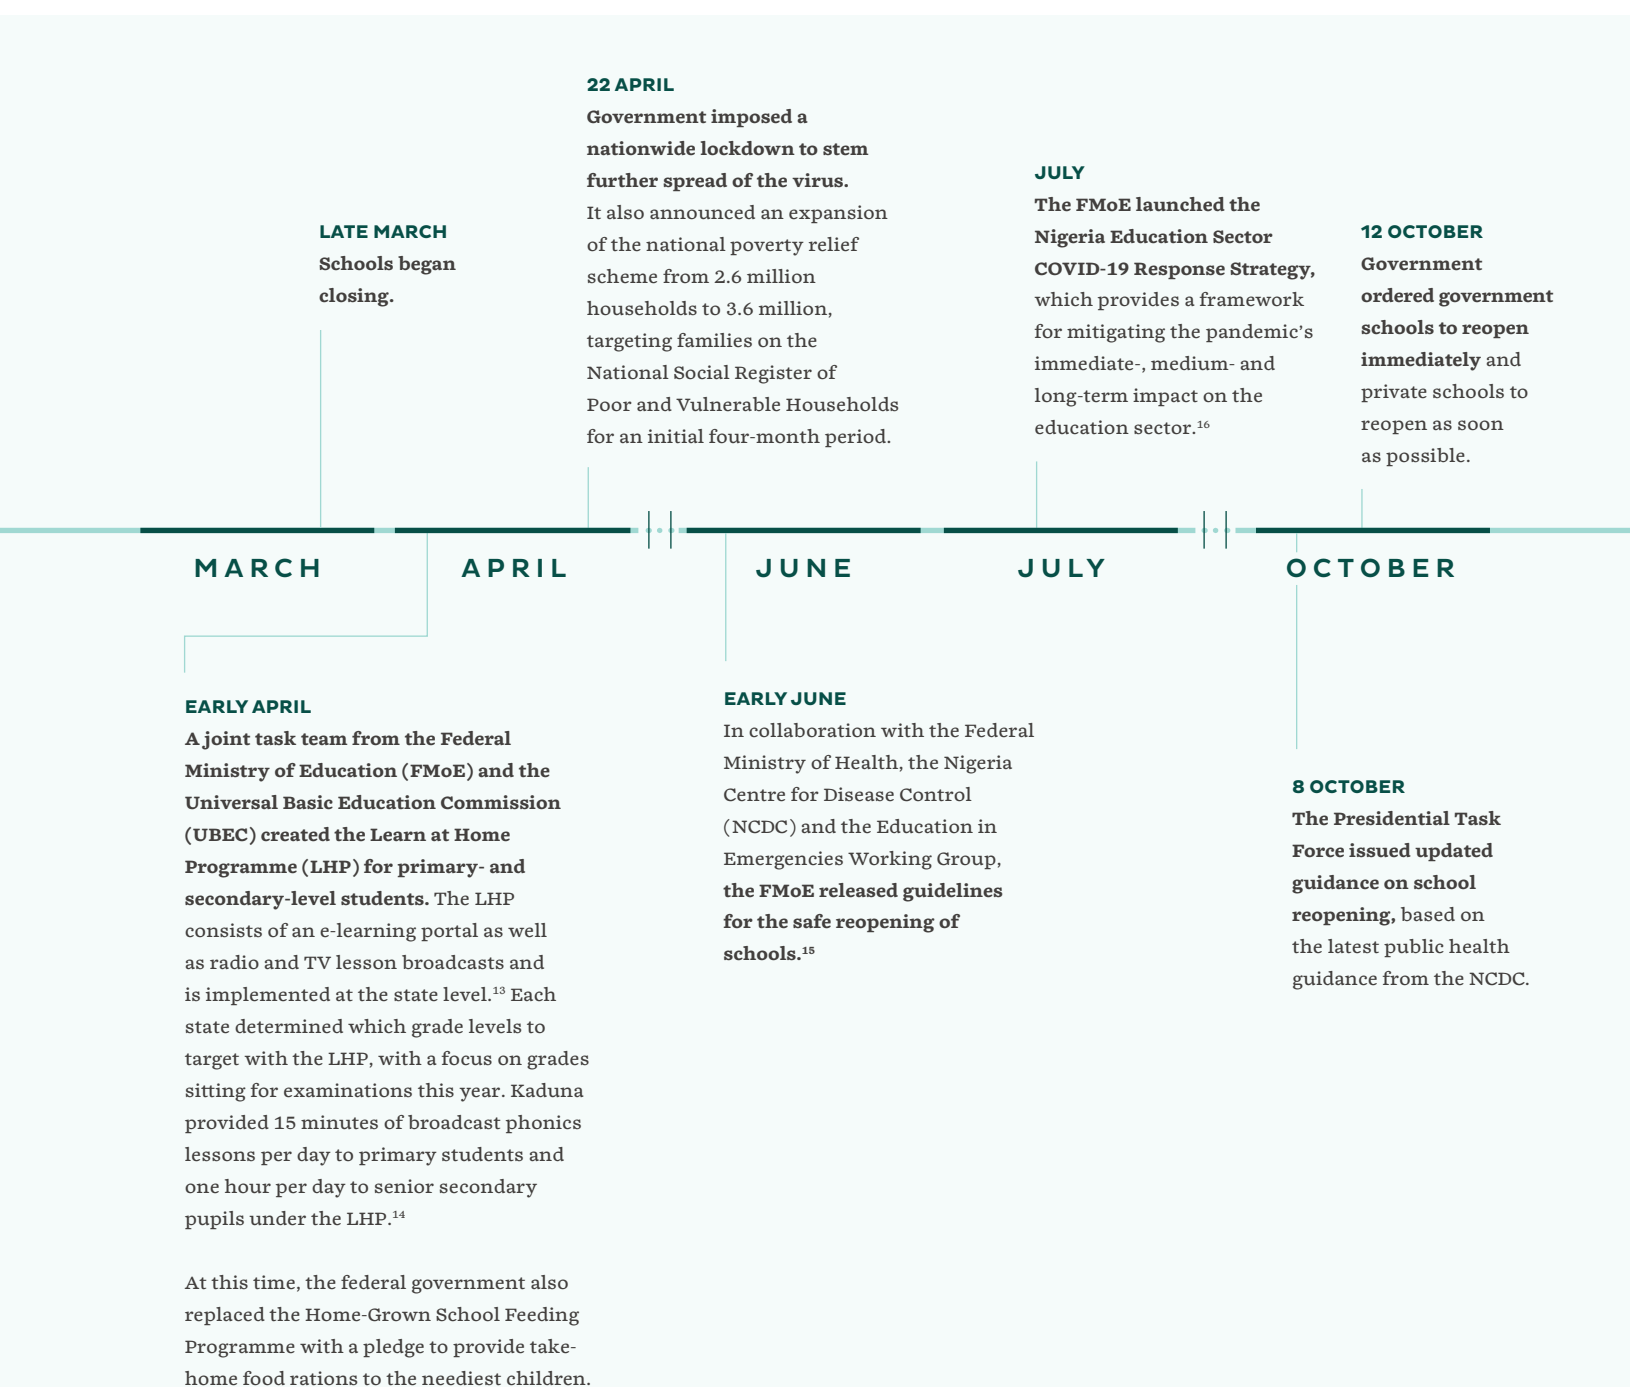 22 APRIL
Government imposed a
nationwide lockdown to stem
further spread of the virus.
It also announced an expansion
of the national poverty relief
scheme from 2.6 million
households to 3.6 million,
targeting families on the
National Social Register of
Poor and Vulnerable Households
for an initial four-month period.
LATE MARCH
Schools began
closing.
JULY
The FMoE launched the
Nigeria Education Sector
COVID-19 Response Strategy,
which provides a framework
for mitigating the pandemic’s
immediate-, medium- and
long-term impact on the
education sector.¹⁶
12 OCTOBER
Government
ordered government
schools to reopen
immediately and
private schools to
reopen as soon
as possible.
MARCH
APRIL
JUNE
JULY
OCTOBER
EARLY APRIL
A joint task team from the Federal
Ministry of Education (FMoE) and the
Universal Basic Education Commission
(UBEC) created the Learn at Home
Programme (LHP) for primary- and
secondary-level students. The LHP
consists of an e-learning portal as well
as radio and TV lesson broadcasts and
is implemented at the state level.¹³ Each
state determined which grade levels to
target with the LHP, with a focus on grades
sitting for examinations this year. Kaduna
provided 15 minutes of broadcast phonics
lessons per day to primary students and
one hour per day to senior secondary
pupils under the LHP.¹⁴
At this time, the federal government also
replaced the Home-Grown School Feeding
Programme with a pledge to provide take-
home food rations to the neediest children.
EARLY JUNE
In collaboration with the Federal
Ministry of Health, the Nigeria
Centre for Disease Control
(NCDC) and the Education in
Emergencies Working Group,
the FMoE released guidelines
for the safe reopening of
schools.¹⁵
8 OCTOBER
The Presidential Task
Force issued updated
guidance on school
reopening, based on
the latest public health
guidance from the NCDC.